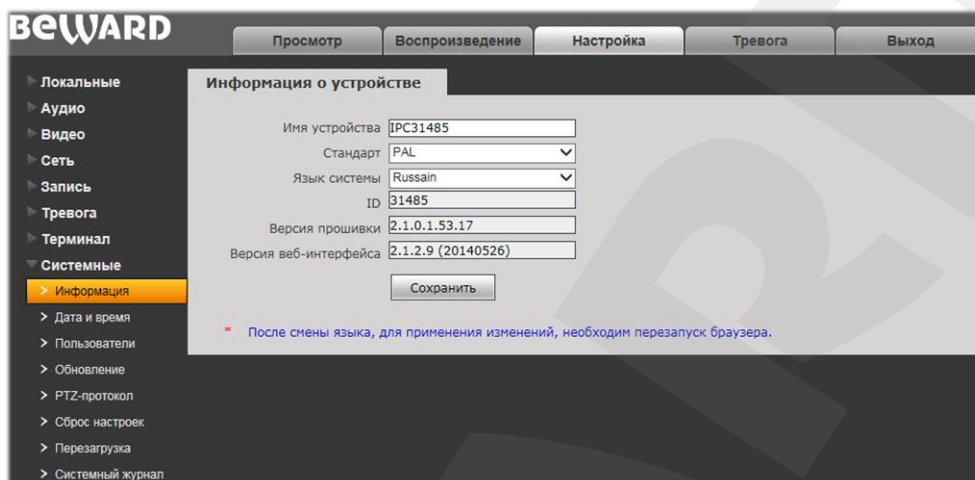 BEWARD
Просмотр
Воспроизведение
Настройка
Тревога
Выход
Локальные
Аудио
Видео
Сеть
Запись
Тревога
Терминал
Системные
Информация
Дата и время
Пользователи
Обновление
PTZ-протокол
Сброс настроек
Перезагрузка
Системный журнал
Информация о устройстве
Имя устройства IPC31485
Стандарт PAL
Язык системы Russain
ID 31485
Версия прошивки 2.1.0.1.53.17
Версия веб-интерфейса 2.1.2.9 (20140526)
Сохранить
* После смены языка, для применения изменений, необходим перезапуск браузера.